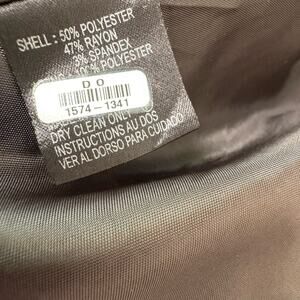 SHELL: 50% POLYESTER
47% RAYON
3% SPANDEX
POLYESTER
D O
1574-1341
DRY CLEAN ONLY
INSTRUCTIONS AU DOS
VER AL DORSO PARA CUIDADO